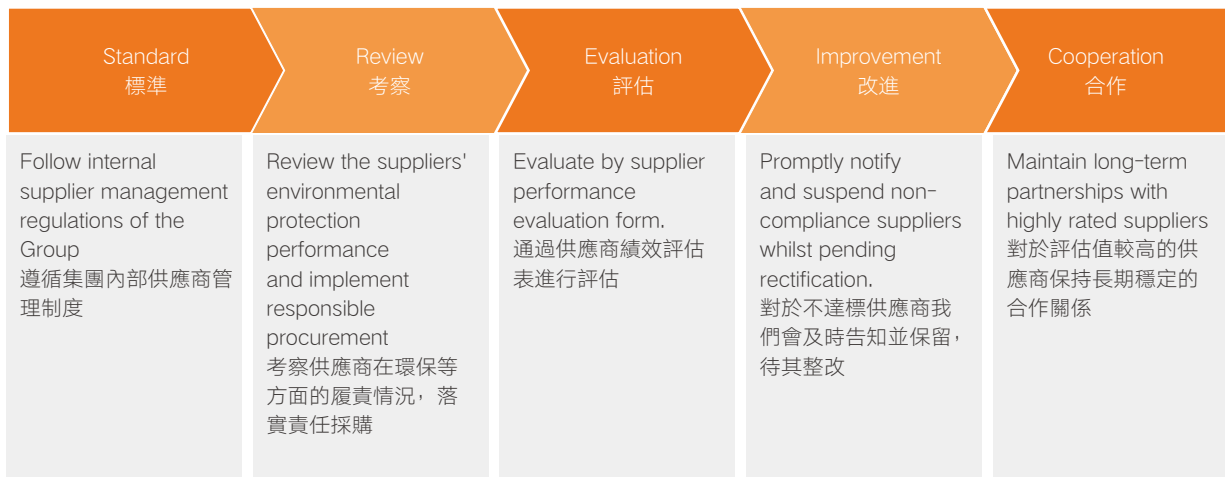 Standard
標準
Review
考察
Evaluation
評估
Improvement
改進
Cooperation
合作
Follow internal
supplier management
regulations of the
Group
遵循集團內部供應商管
理制度
Review the suppliers'
environmental
protection
performance
and implement
responsible
procurement
考察供應商在環保等
方面的履責情況，落
實責任採購
Evaluate by supplier
performance
evaluation form.
通過供應商績效評估
表進行評估
Promptly notify
and suspend non-
compliance suppliers
whilst pending
rectification.
對於不達標供應商我
們會及時告知並保留，
待其整改
Maintain long-term
partnerships with
highly rated suppliers
對於評估值較高的供
應商保持長期穩定的
合作關係